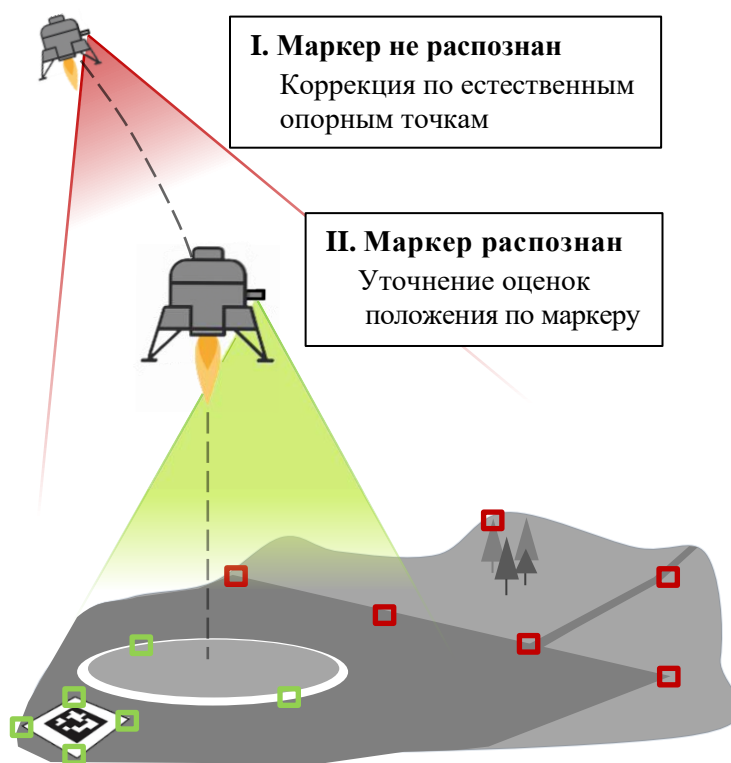 I. Маркер не распознан
Коррекция по естественным
опорным точкам
II. Маркер распознан
Уточнение оценок
положения по маркеру